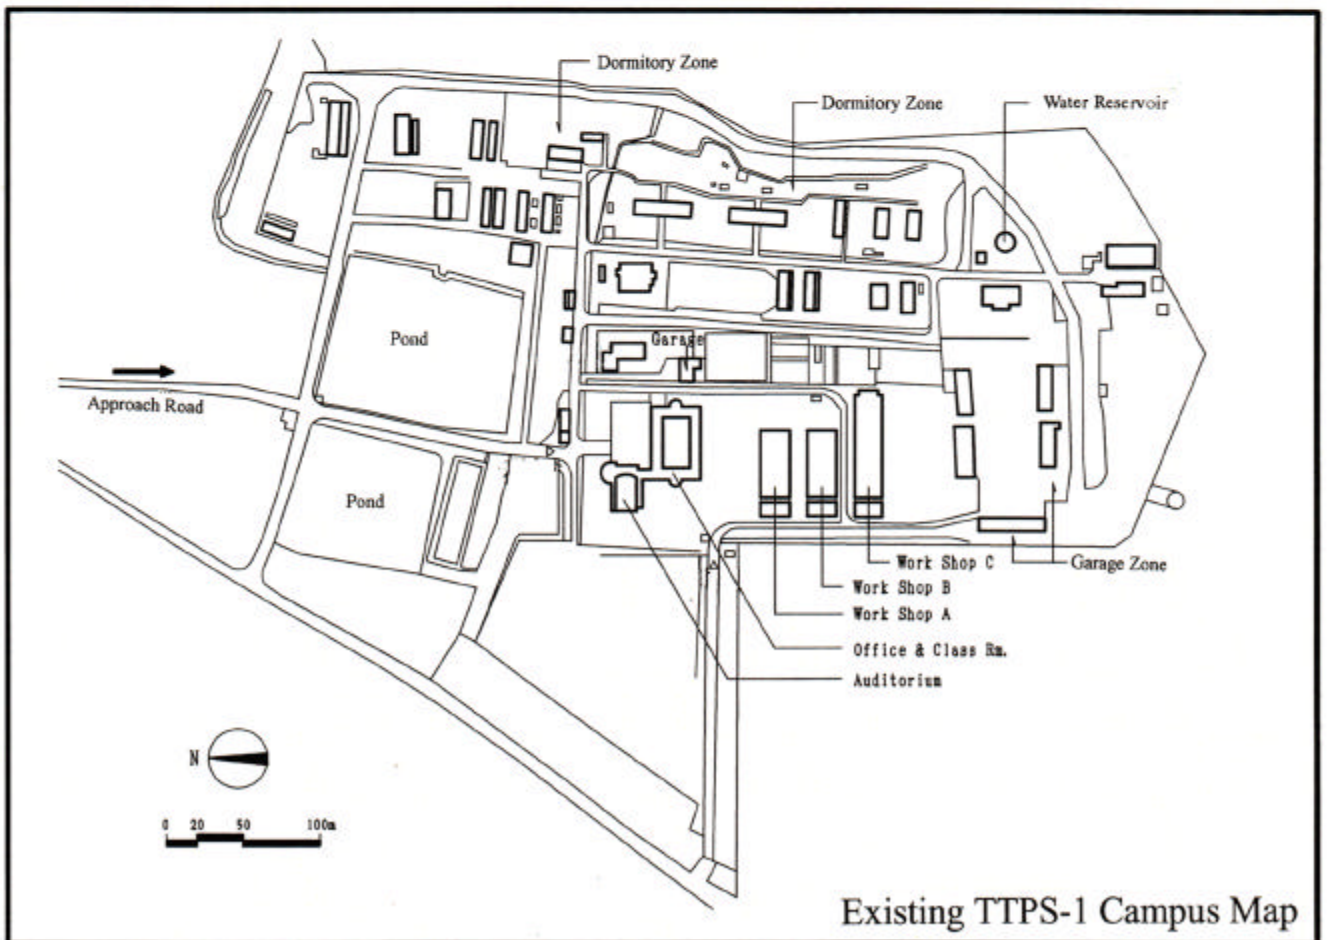 Dormitory Zone
Dormitory Zone
Water Reservoir
Pond
Garage
Approach Road
Pond
Work Shop C
Garage Zone
Work Shop B
Work Shop A
Office & Class Rm.
Auditorium
N
0 20 50 100m
Existing TTPS-1 Campus Map